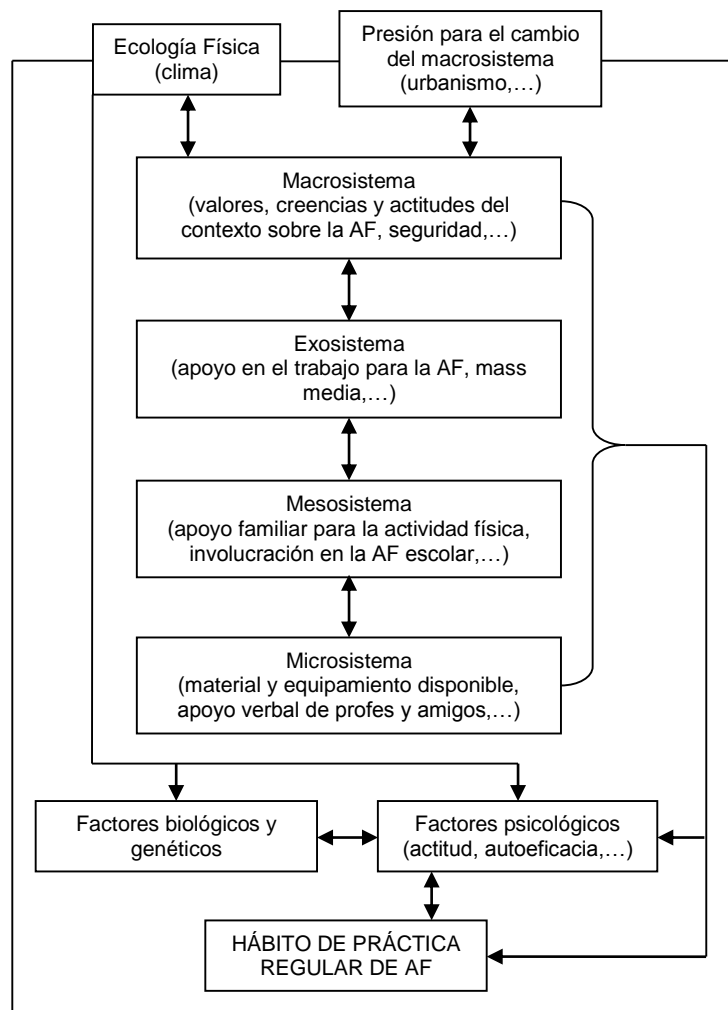 Ecología Física
(clima)
Presión para el cambio
del macrosistema
(urbanismo,…)
Macrosistema
(valores, creencias y actitudes del
contexto sobre la AF, seguridad,…)
Exosistema
(apoyo en el trabajo para la AF, mass
media,…)
Mesosistema
(apoyo familiar para la actividad física,
involucración en la AF escolar,…)
Microsistema
(material y equipamiento disponible,
apoyo verbal de profes y amigos,…)
Factores biológicos y
genéticos
Factores psicológicos
(actitud, autoeficacia,…)
HÁBITO DE PRÁCTICA
REGULAR DE AF